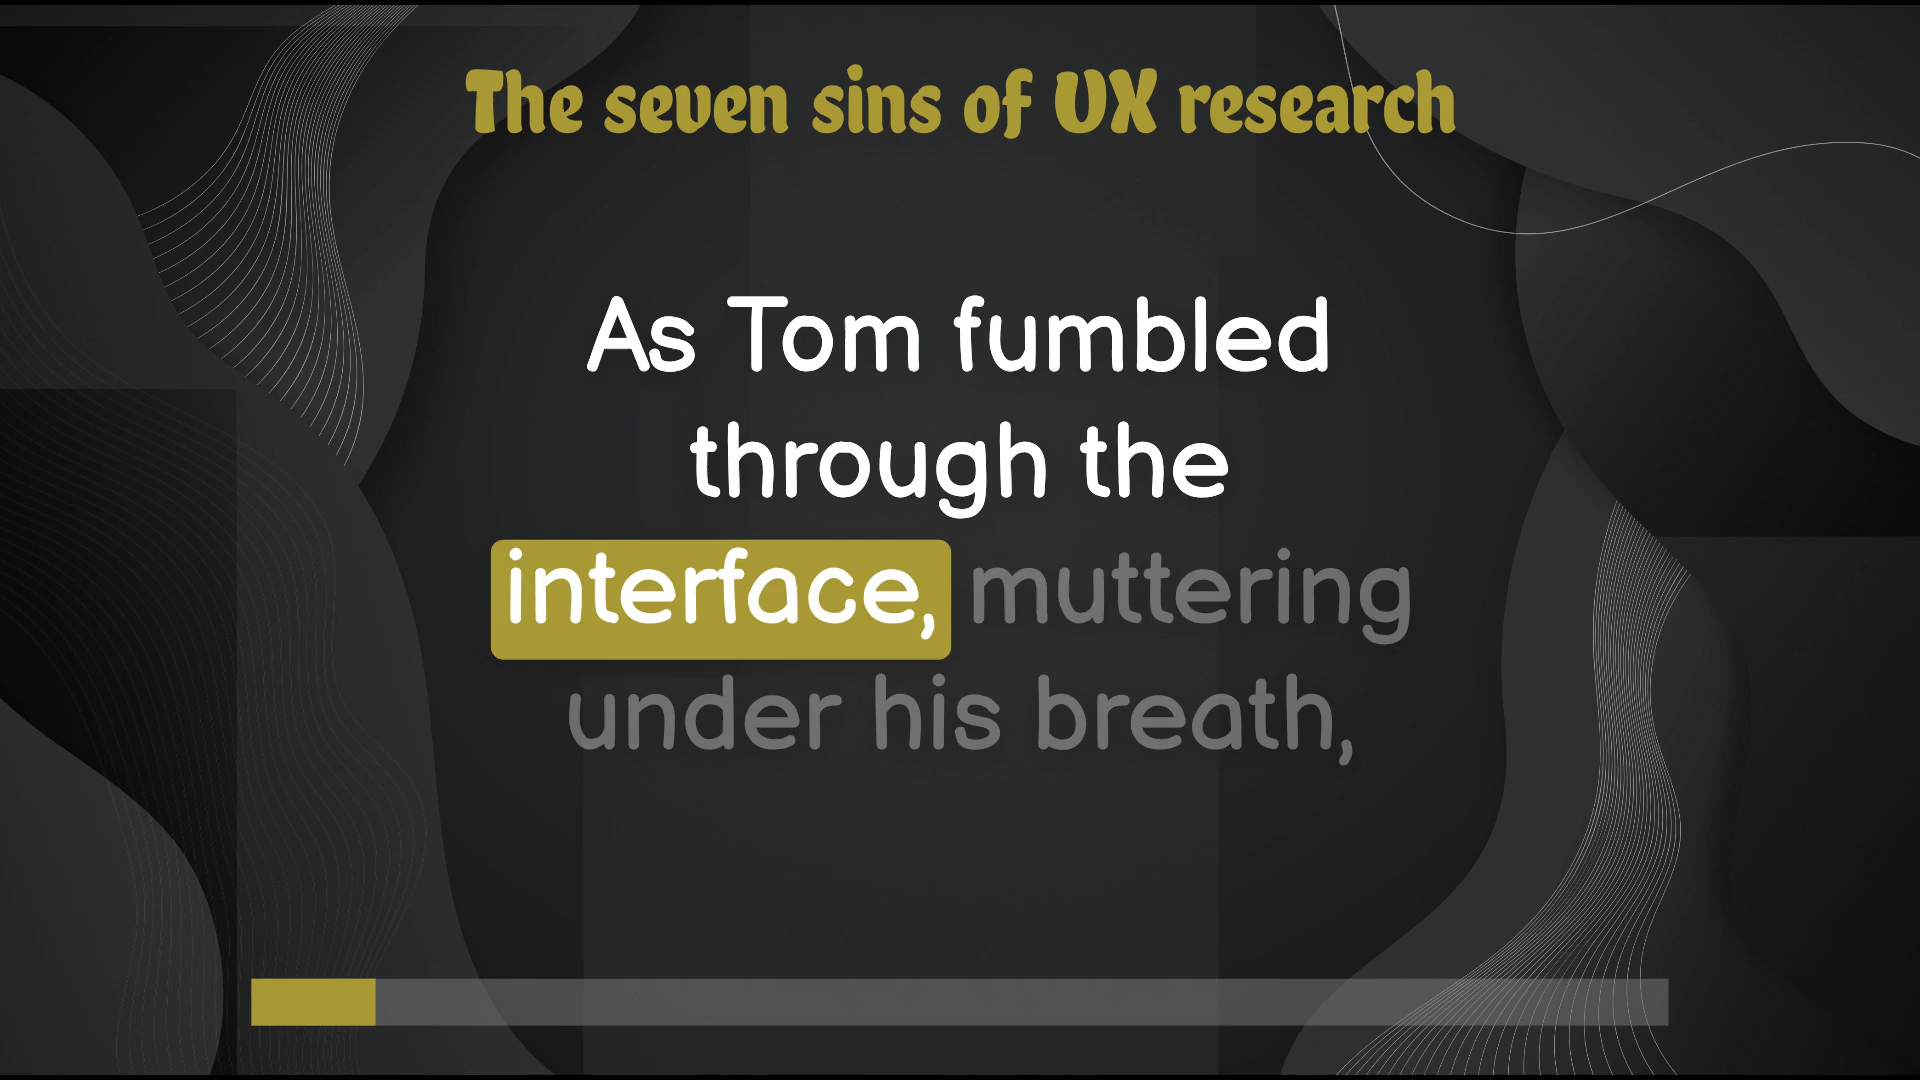 The seven sins of UX research
As Tom fumbled
through the
interface, muttering
under his breath,